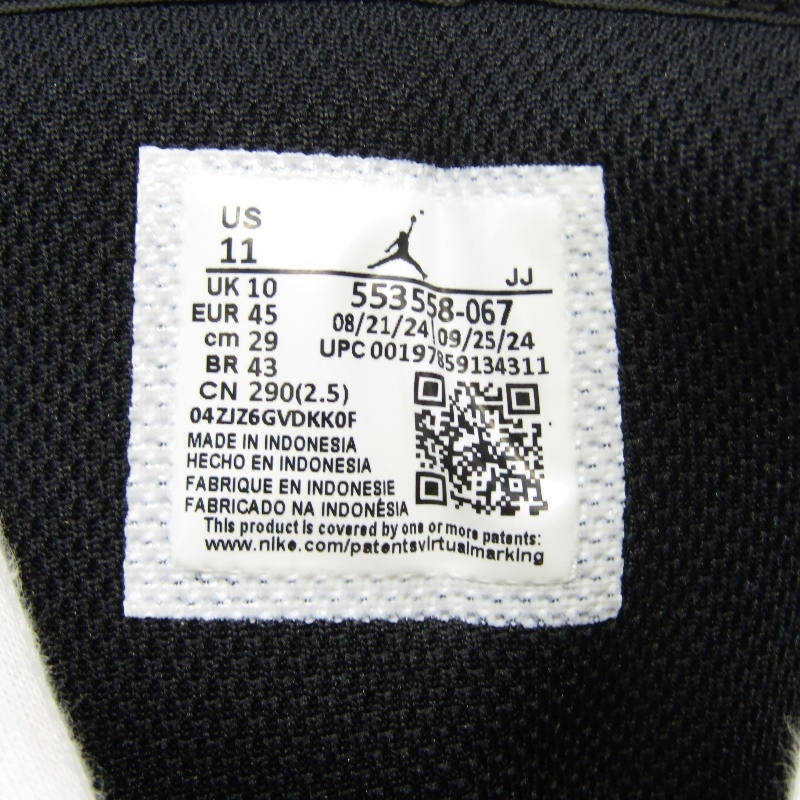 US
11
JJ
UK 10
553558-067
EUR 45
08/21/24 09/25/24
cm 29
UPC 00197859134311
BR 43
CN 290(2.5)
04ZJZ6GVDKK0F
MADE IN INDONESIA
HECHO EN INDONESIA
FABRIQUE EN INDONESIE
FABRICADO NA INDONÉSIA
This product is covered by one or more patents:
www.nike.com/patentsvirtualmarking